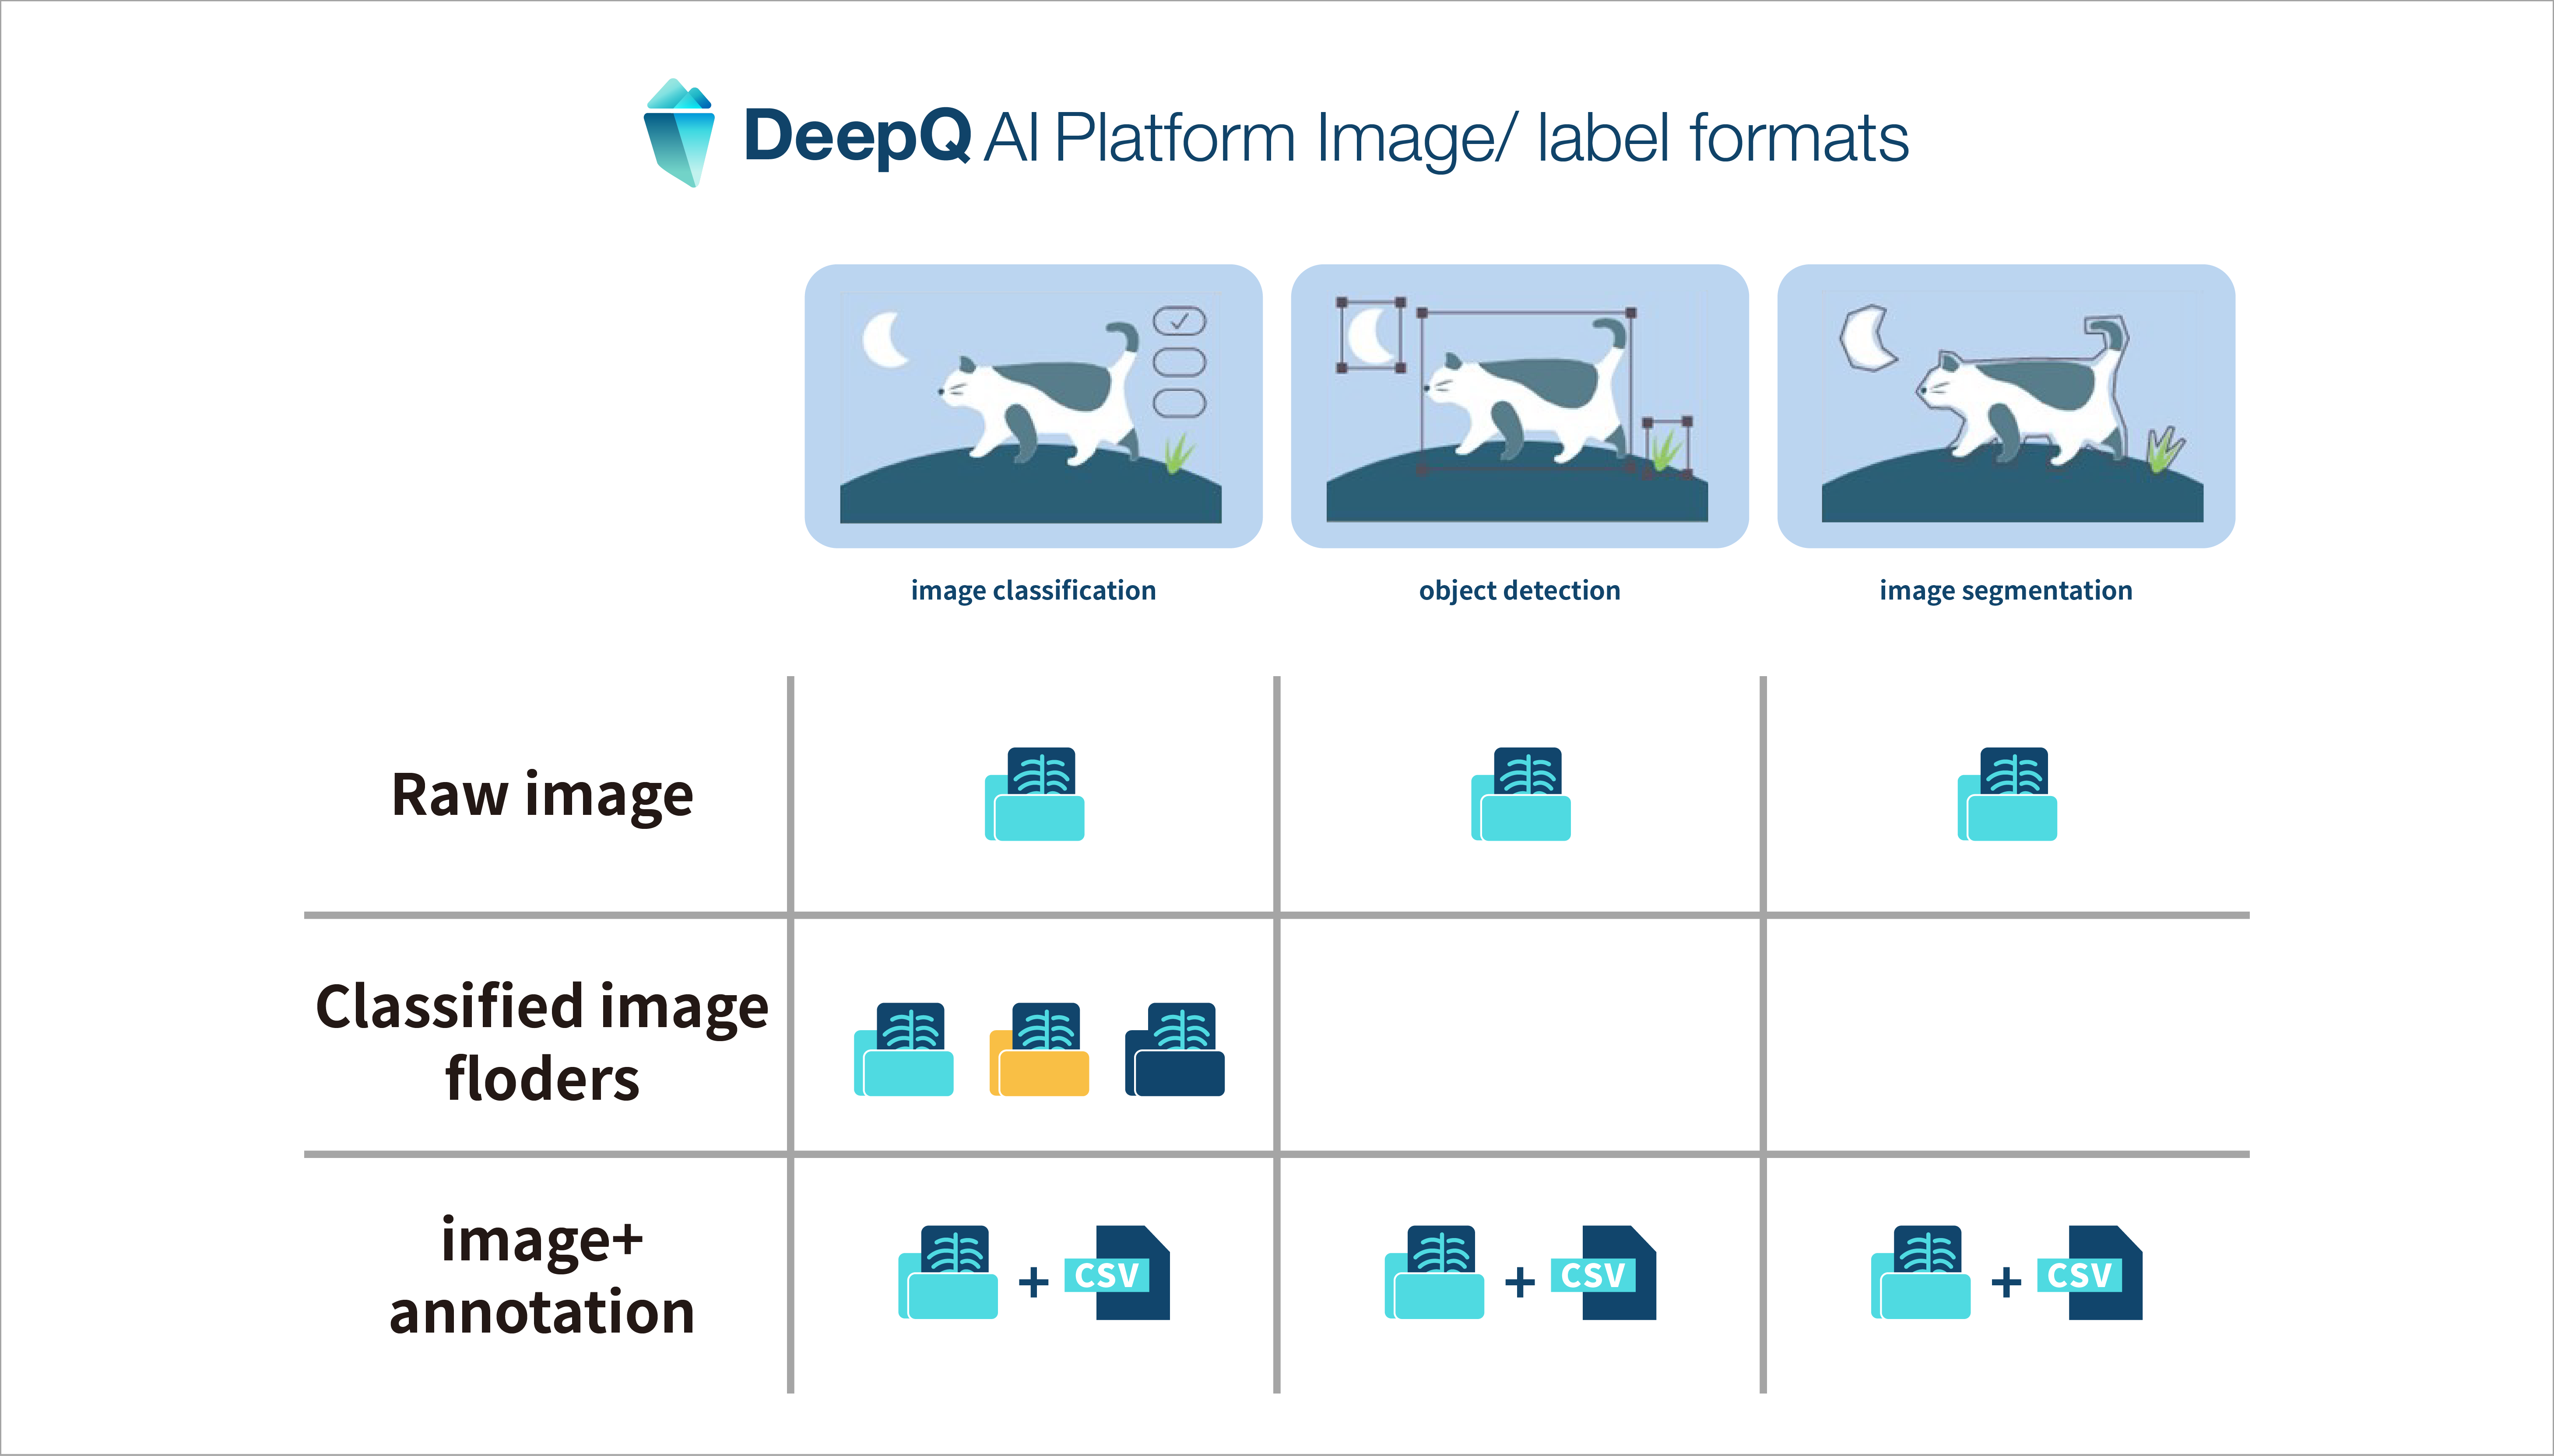 DeepQ AI Platform Image/ label formats
image classification
object detection
image segmentation
Raw image
Classified image
floders
image+
annotation
+ CSV
+ CSV
+ CSV